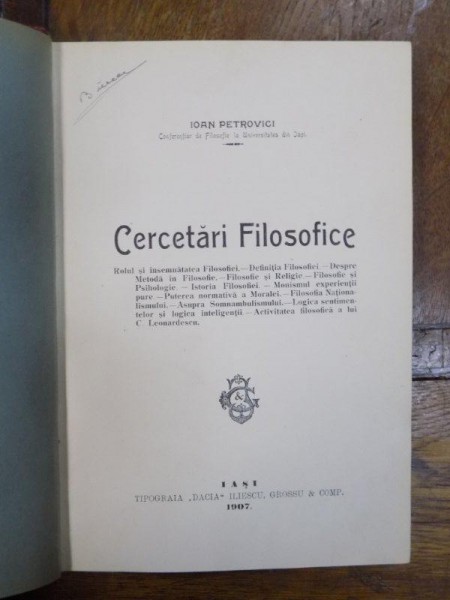 IOAN PETROVICI
Conferențiar de Filosofie la Universitatea din Iași
Cercetări Filosofice
Rolul și însemnătatea Filosofiei.—Definiția Filosofiei —Despre
Metodă în Filosofie.—Filosofie și Religie.—Filosofie și
Psihologie.—Istoria Filosofiei.—Monismul experienții
pure.—Puterea normativă a Moralei.—Filosofia Naționa-
lismului.—Asupra Somnambulismului.—Logica sentimen-
telor și logica inteligenții.—Activitatea filosofică a lui
C Leonardescu.
IAȘI
TIPOGRAIA „DACIA" ILIESCU, GROSSU & COMP.
1907.